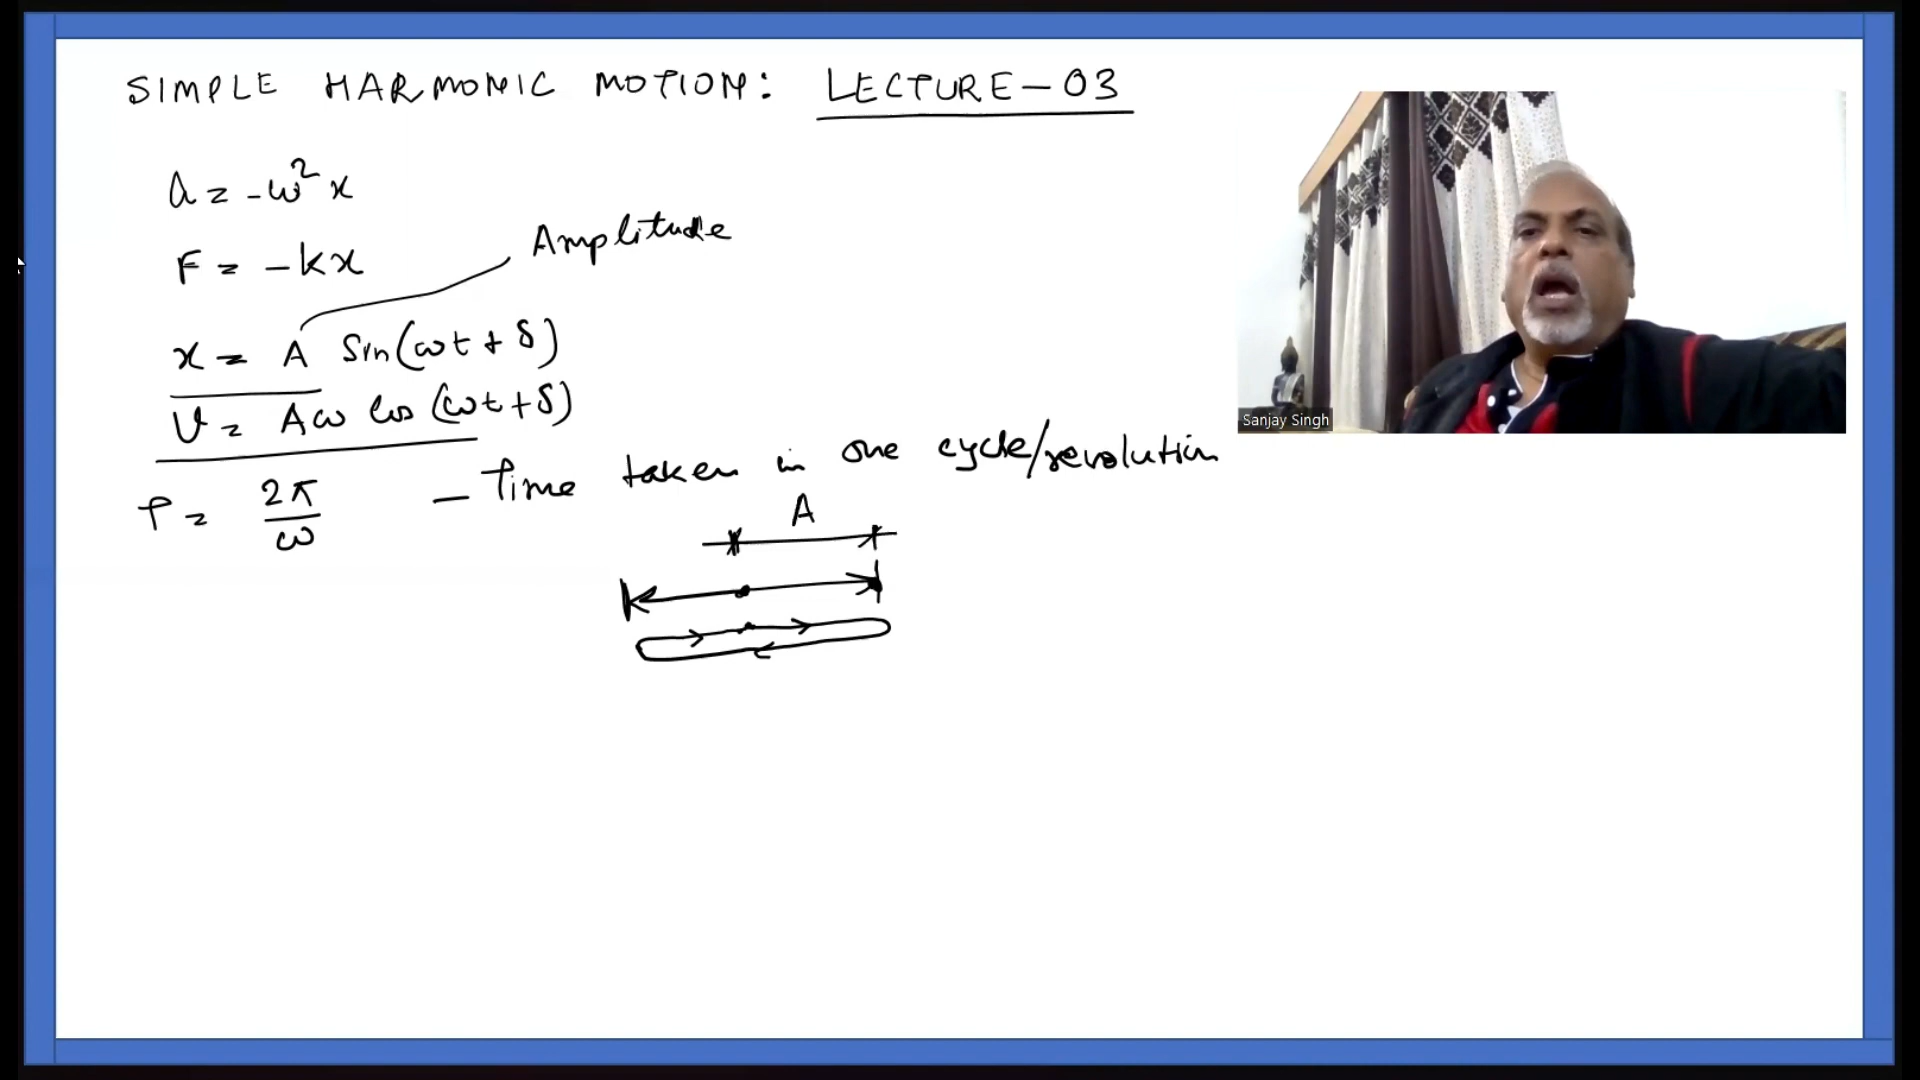 SIMPLE HARMONIC MOTION: LECTURE-03
a = -ω²x
Amplitude
F = -kx
x = A Sin(ωt + δ)
v = Aω Cos (ωt+δ)
T = 2π/ω - Time taken in one cycle/revolution
A
Sanjay Singh